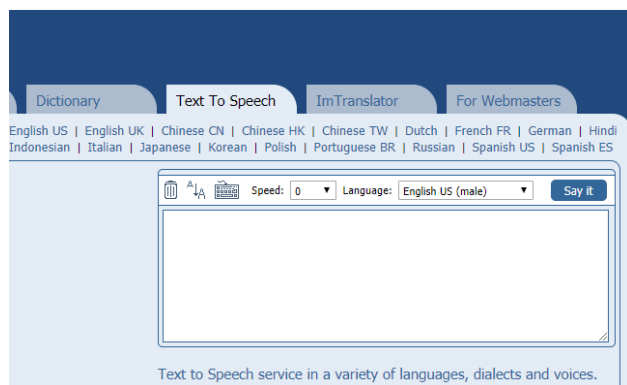 Dictionary Text To Speech ImTranslator For Webmasters
English US | English UK | Chinese CN | Chinese HK | Chinese TW | Dutch | French FR | German | Hindi
Indonesian | Italian | Japanese | Korean | Polish | Portuguese BR | Russian | Spanish US | Spanish ES
A A Speed: 0 Language: English US (male) Say it
Text to Speech service in a variety of languages, dialects and voices.